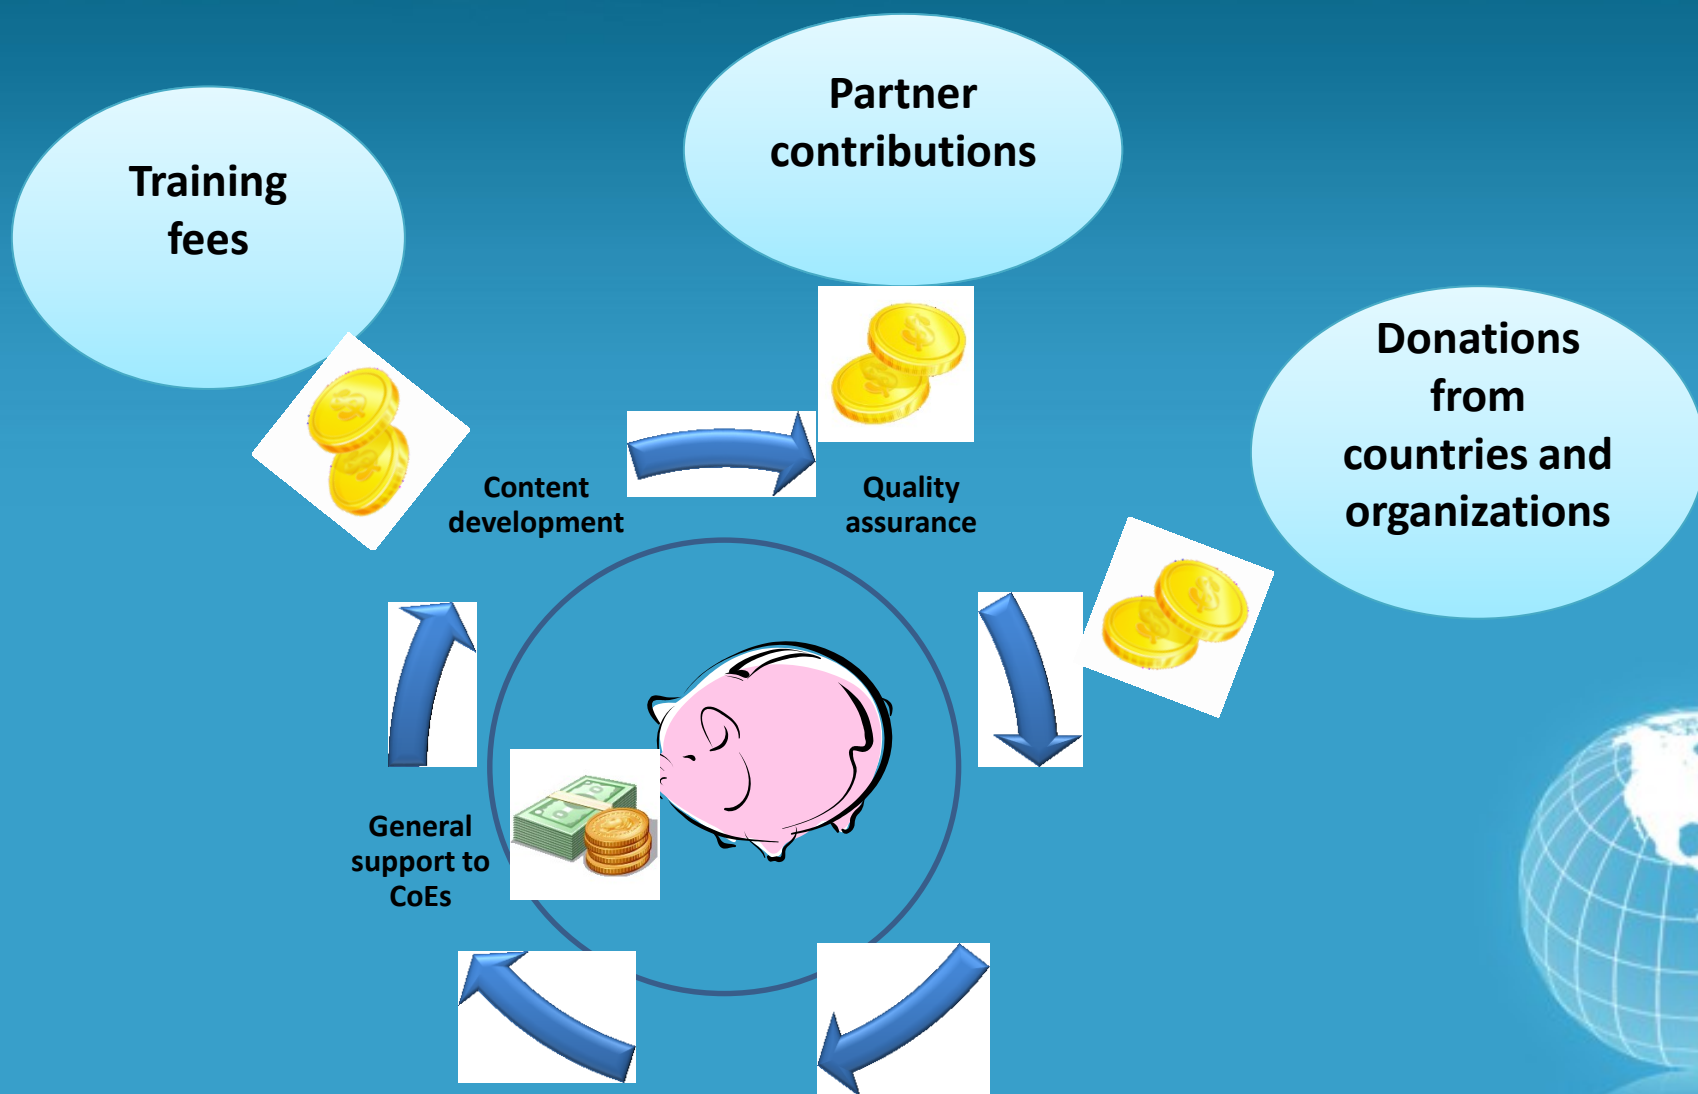 Partner
contributions
Training
fees
Donations
from
countries and
organizations
Content
development
Quality
assurance
General
support to
CoEs